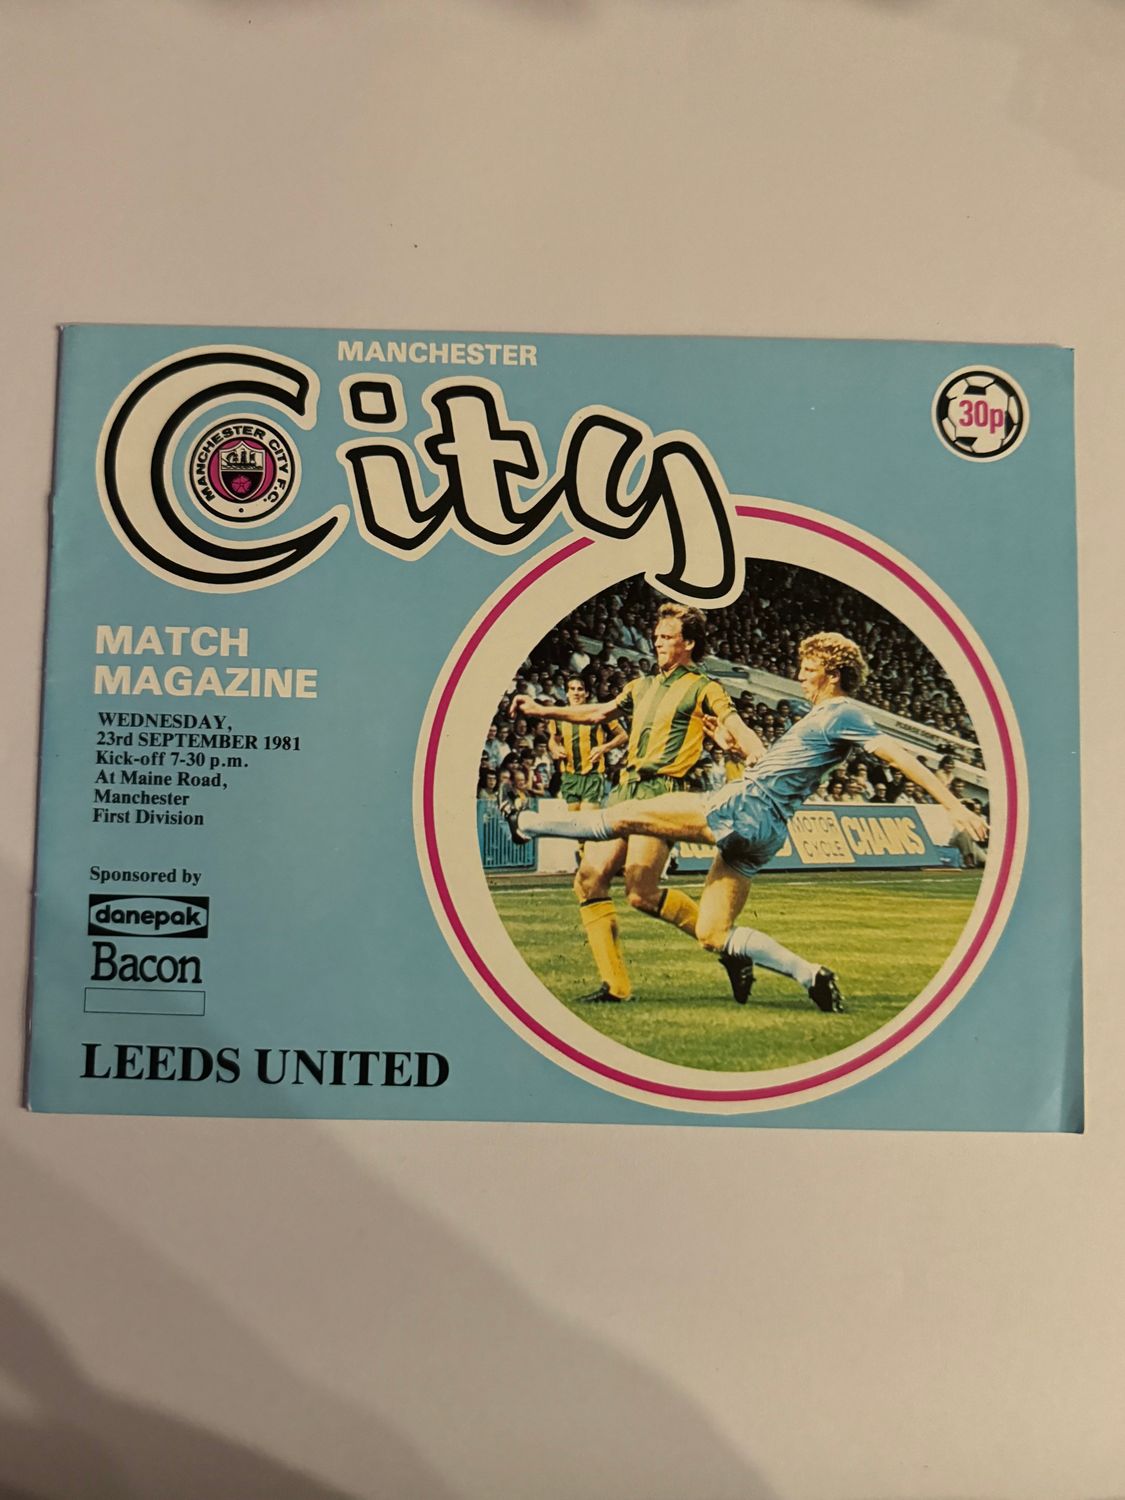 MANCHESTER
City
MANCHESTER CITY F.C.
30p
MATCH
MAGAZINE
WEDNESDAY,
23rd SEPTEMBER 1981
Kick-off 7-30 p.m.
At Maine Road,
Manchester
First Division
Sponsored by
danepak
Bacon
LEEDS UNITED
MOTOR
CYCLE
CHAINS